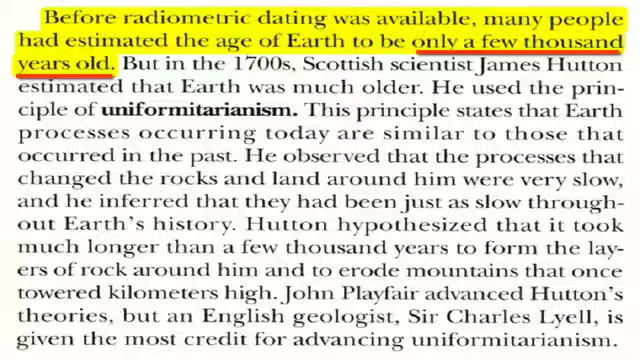 Before radiometric dating was available, many people
had estimated the age of Earth to be only a few thousand
years old. But in the 1700s, Scottish scientist James Hutton
estimated that Earth was much older. He used the prin-
ciple of uniformitarianism. This principle states that Earth
processes occurring today are similar to those that
occurred in the past. He observed that the processes that
changed the rocks and land around him were very slow,
and he inferred that they had been just as slow through-
out Earth's history. Hutton hypothesized that it took
much longer than a few thousand years to form the lay-
ers of rock around him and to erode mountains that once
towered kilometers high. John Playfair advanced Hutton's
theories, but an English geologist, Sir Charles Lyell, is
given the most credit for advancing uniformitarianism.